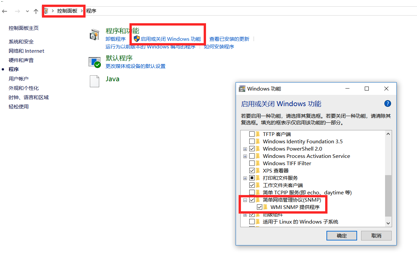 控制面板 › 程序
控制面板主页
系统和安全
网络和 Internet
硬件和声音
程序
用户帐户
外观和个性化
时钟、语言和区域
轻松使用
程序和功能
卸载程序
启用或关闭 Windows 功能
查看已安装的更新
运行为以前版本的 Windows 编写的程序
如何安装程序
默认程序
更改媒体或设备的默认设置
Java
Windows 功能
启用或关闭 Windows 功能
若要启用一种功能，请选择其复选框。若要关闭一种功能，请清除其复选框。填充的框表示仅启用该功能的一部分。
TFTP 客户端
Windows Identity Foundation 3.5
Windows PowerShell 2.0
Windows Process Activation Service
Windows TIFF IFilter
XPS 查看器
打印和文件服务
工作文件夹客户端
简单 TCPIP 服务(即 echo、daytime 等)
简单网络管理协议(SNMP)
WMI SNMP 提供程序
旧版组件
适用于 Linux 的 Windows 子系统
确定
取消